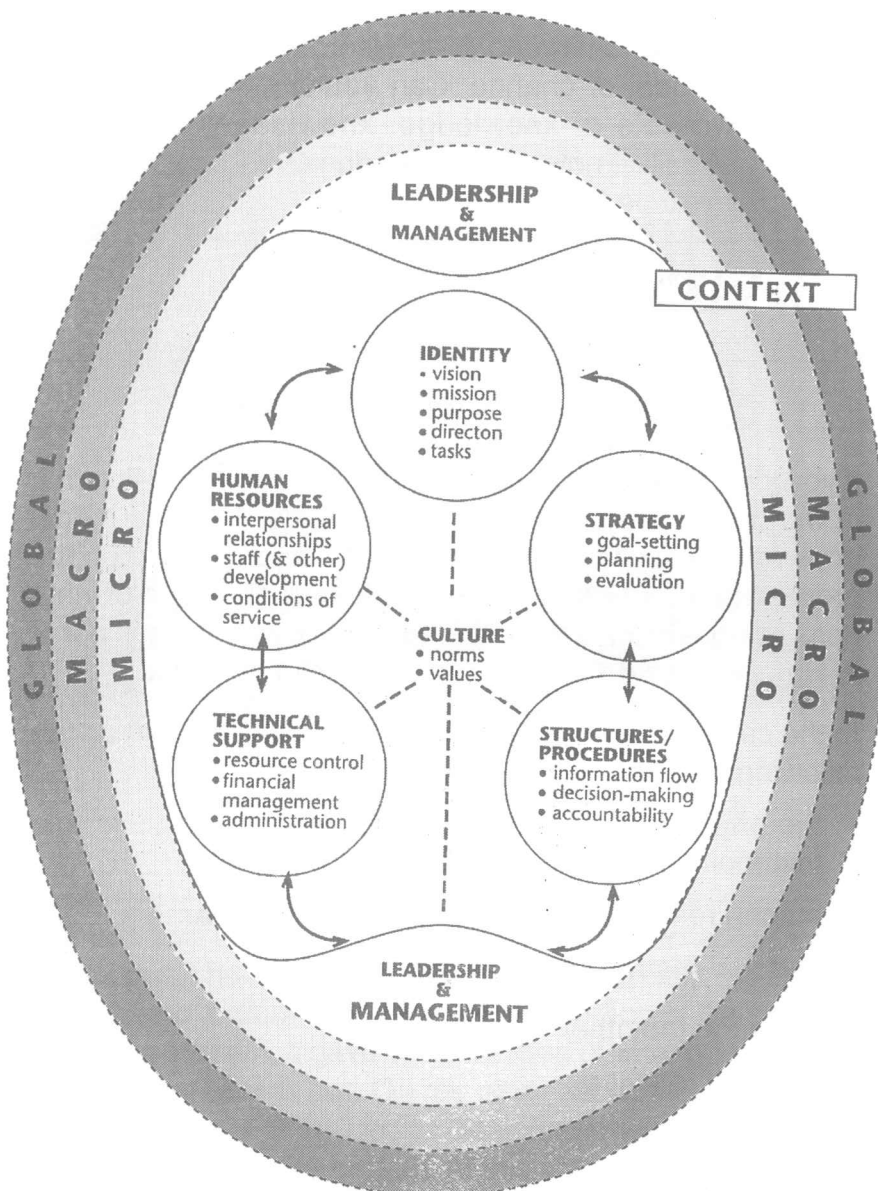 LEADERSHIP
&
MANAGEMENT
CONTEXT
IDENTITY
• vision
• mission
• purpose
• directon
• tasks
HUMAN
RESOURCES
• interpersonal
relationships
• staff (& other)
development
• conditions of
service
STRATEGY
• goal-setting
• planning
• evaluation
CULTURE
• norms
• values
TECHNICAL
SUPPORT
• resource control
• financial
management
• administration
STRUCTURES/
PROCEDURES
• information flow
• decision-making
• accountability
LEADERSHIP
&
MANAGEMENT
GLOBAL
MACRO
MICRO
MICRO
MACRO
GLOBAL